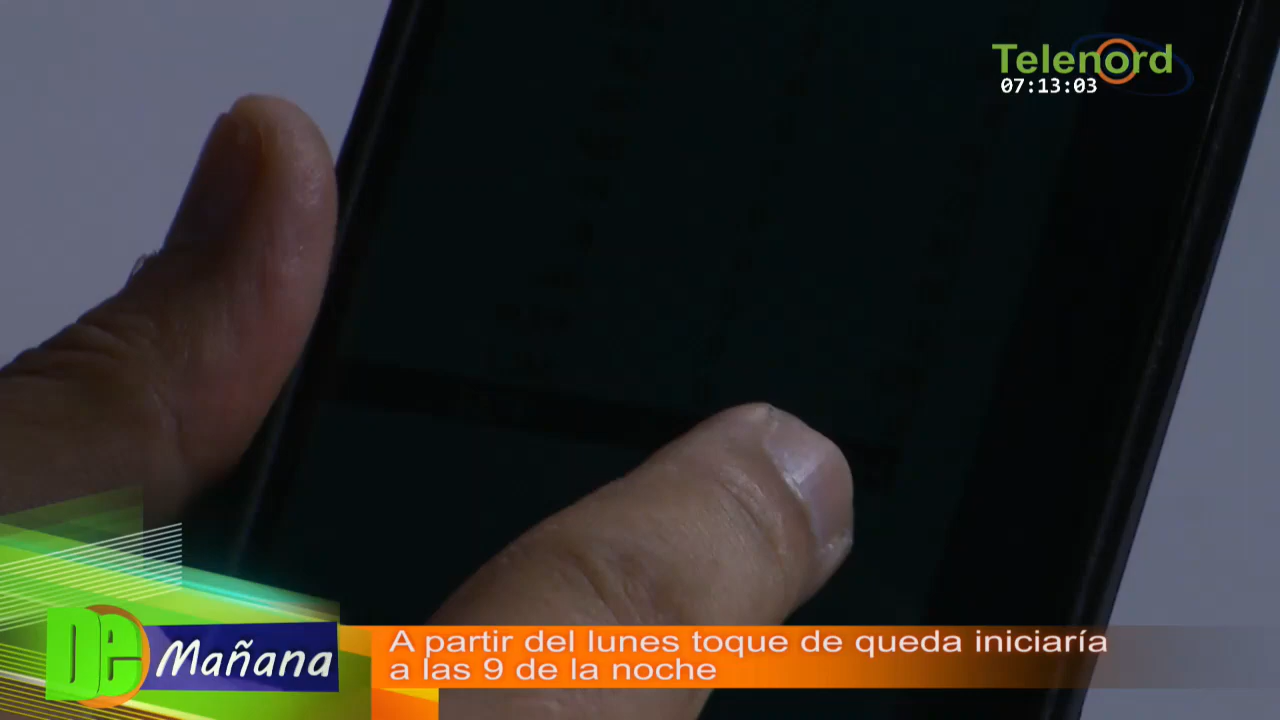 Telenord
07:13:03
De Mañana
A partir del lunes toque de queda iniciaría
a las 9 de la noche